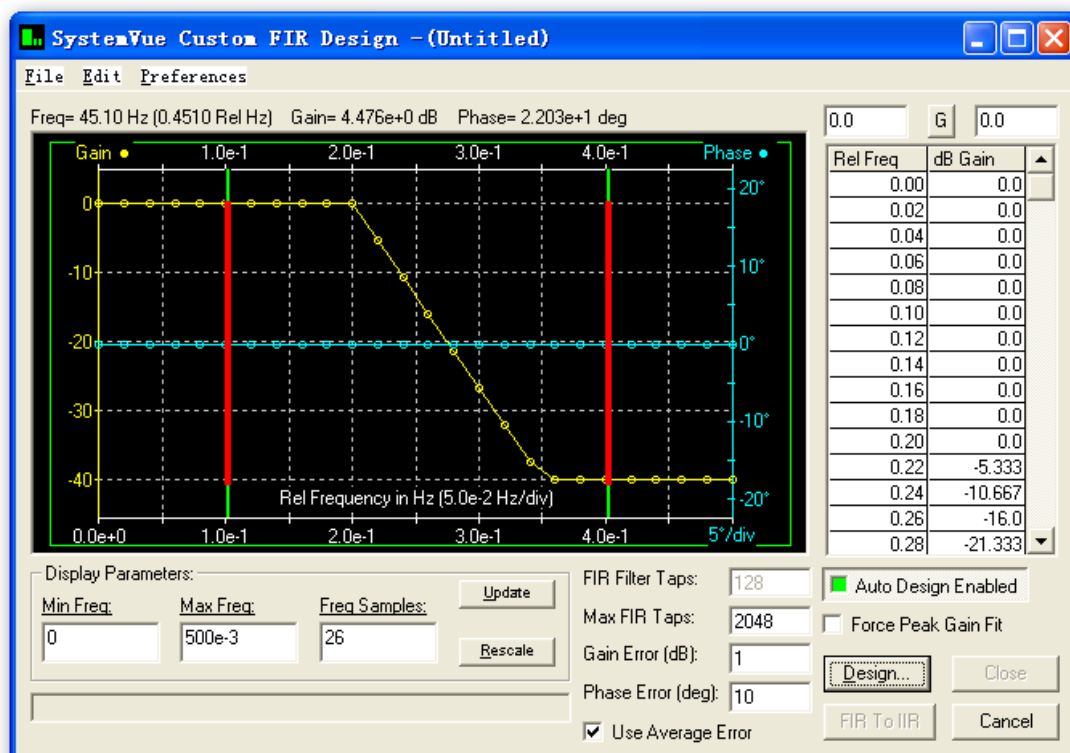 SystemVue Custom FIR Design -(Untitled)
File Edit Preferences
Freq= 45.10 Hz (0.4510 Rel Hz) Gain= 4.476e+0 dB Phase= 2.203e+1 deg
0.0 G 0.0
Gain 1.0e-1 2.0e-1 3.0e-1 4.0e-1 Phase
20°
0
10°
-10
-20 0°
-30
-10°
-40
-20°
Rel Frequency in Hz (5.0e-2 Hz/div)
0.0e+0 1.0e-1 2.0e-1 3.0e-1 4.0e-1 5°/div
Rel Freq dB Gain
0.00 0.0
0.02 0.0
0.04 0.0
0.06 0.0
0.08 0.0
0.10 0.0
0.12 0.0
0.14 0.0
0.16 0.0
0.18 0.0
0.20 0.0
0.22 -5.333
0.24 -10.667
0.26 -16.0
0.28 -21.333
Display Parameters:
Min Freq: Max Freq: Freq Samples: Update
0 500e-3 26
Rescale
FIR Filter Taps: 128
Max FIR Taps: 2048
Gain Error (dB): 1
Phase Error (deg): 10
Use Average Error
Auto Design Enabled
Force Peak Gain Fit
Design... Close
FIR To IIR Cancel